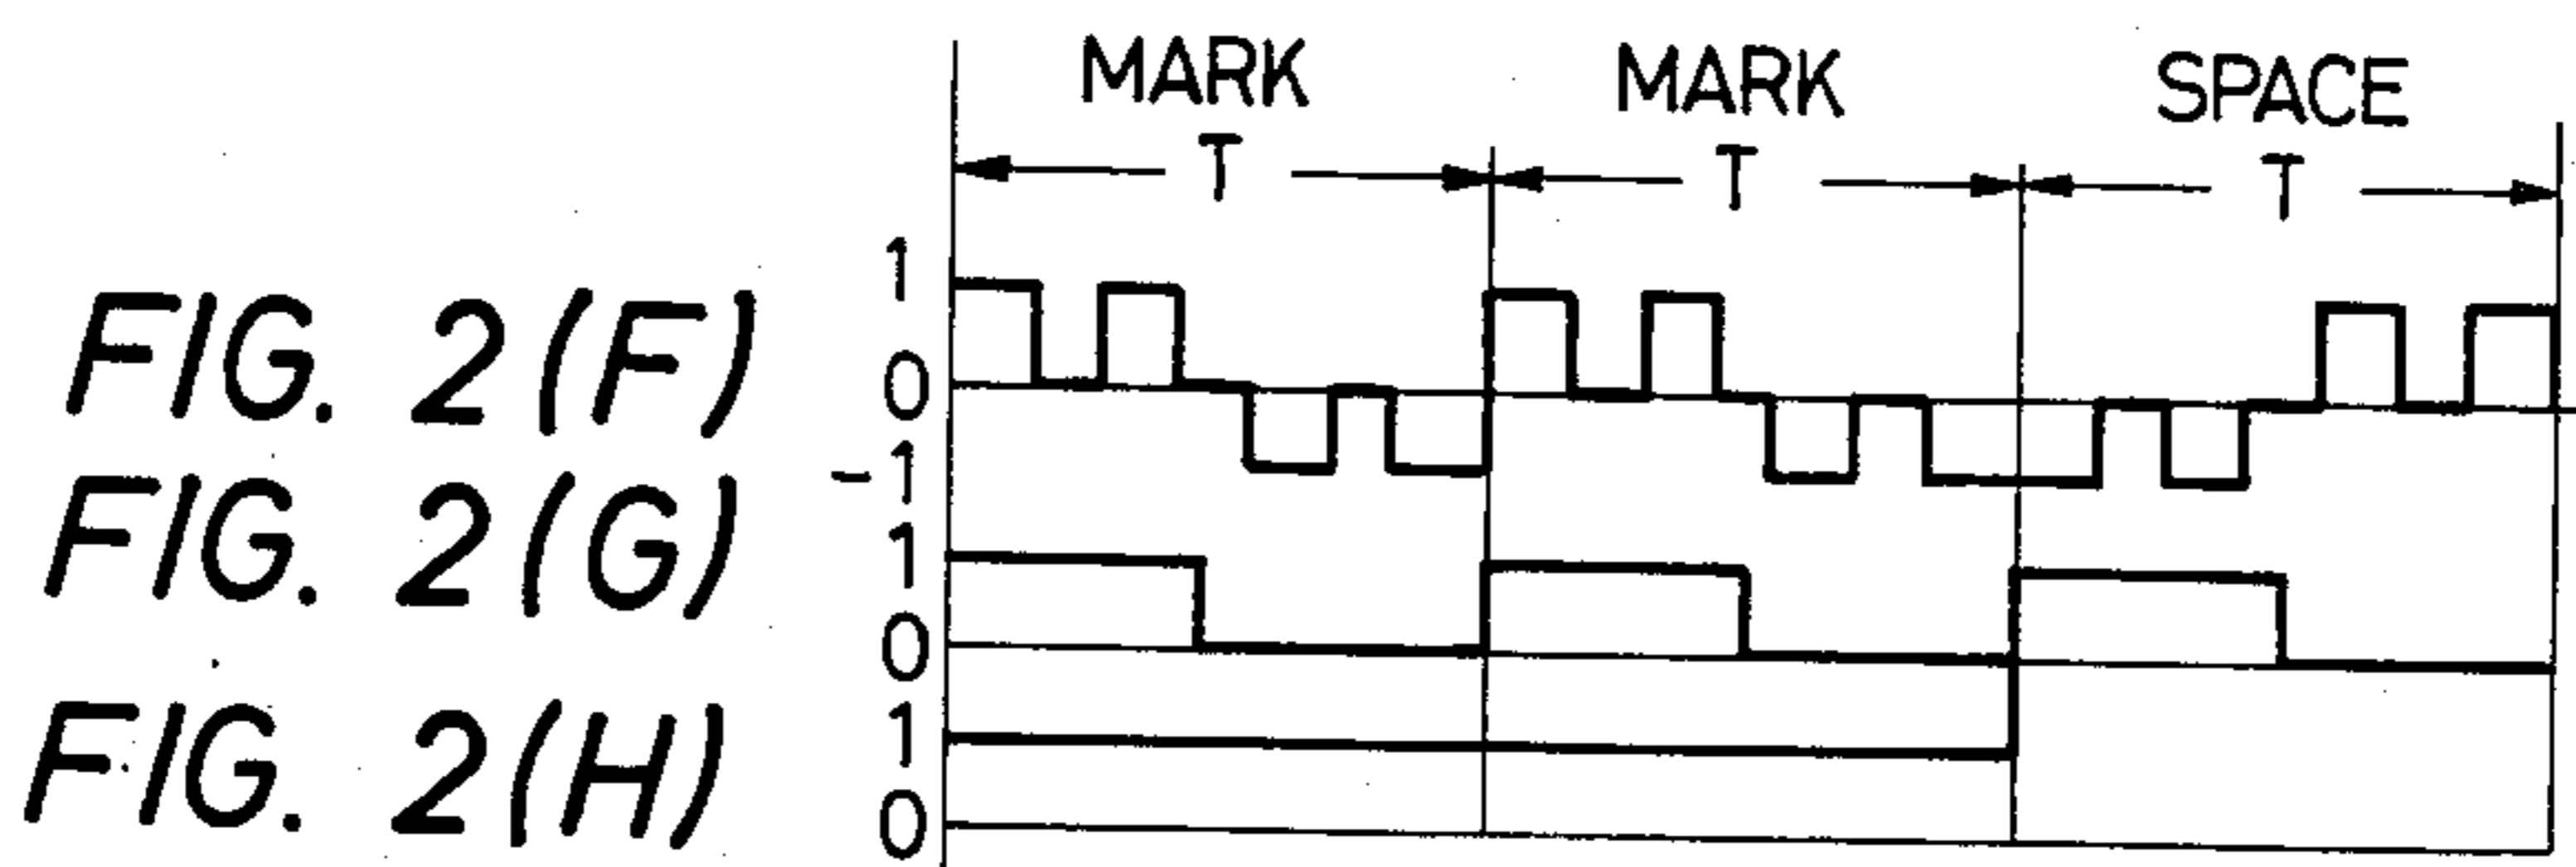 MARK MARK SPACE
T T T
FIG. 2 (F) 1 0 -1
FIG. 2 (G) 1 0
FIG. 2 (H) 1 0